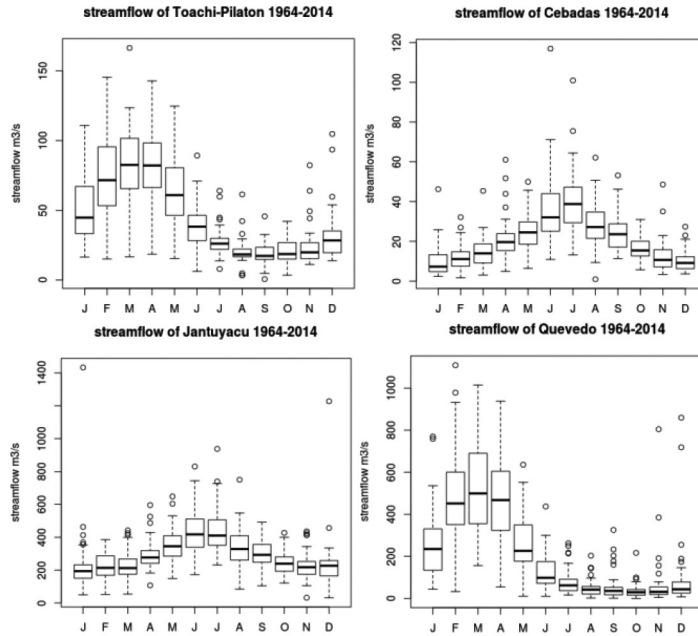 streamflow of Toachi-Pilaton 1964-2014
streamflow m3/s
150
100
50
0
J F M A M J J A S O N D
streamflow of Cebadas 1964-2014
streamflow m3/s
120
100
80
60
40
20
0
J F M A M J J A S O N D
streamflow of Jantuyacu 1964-2014
streamflow m3/s
1400
1000
800
600
400
200
0
J F M A M J J A S O N D
streamflow of Quevedo 1964-2014
streamflow m3/s
1000
800
600
400
200
0
J F M A M J J A S O N D